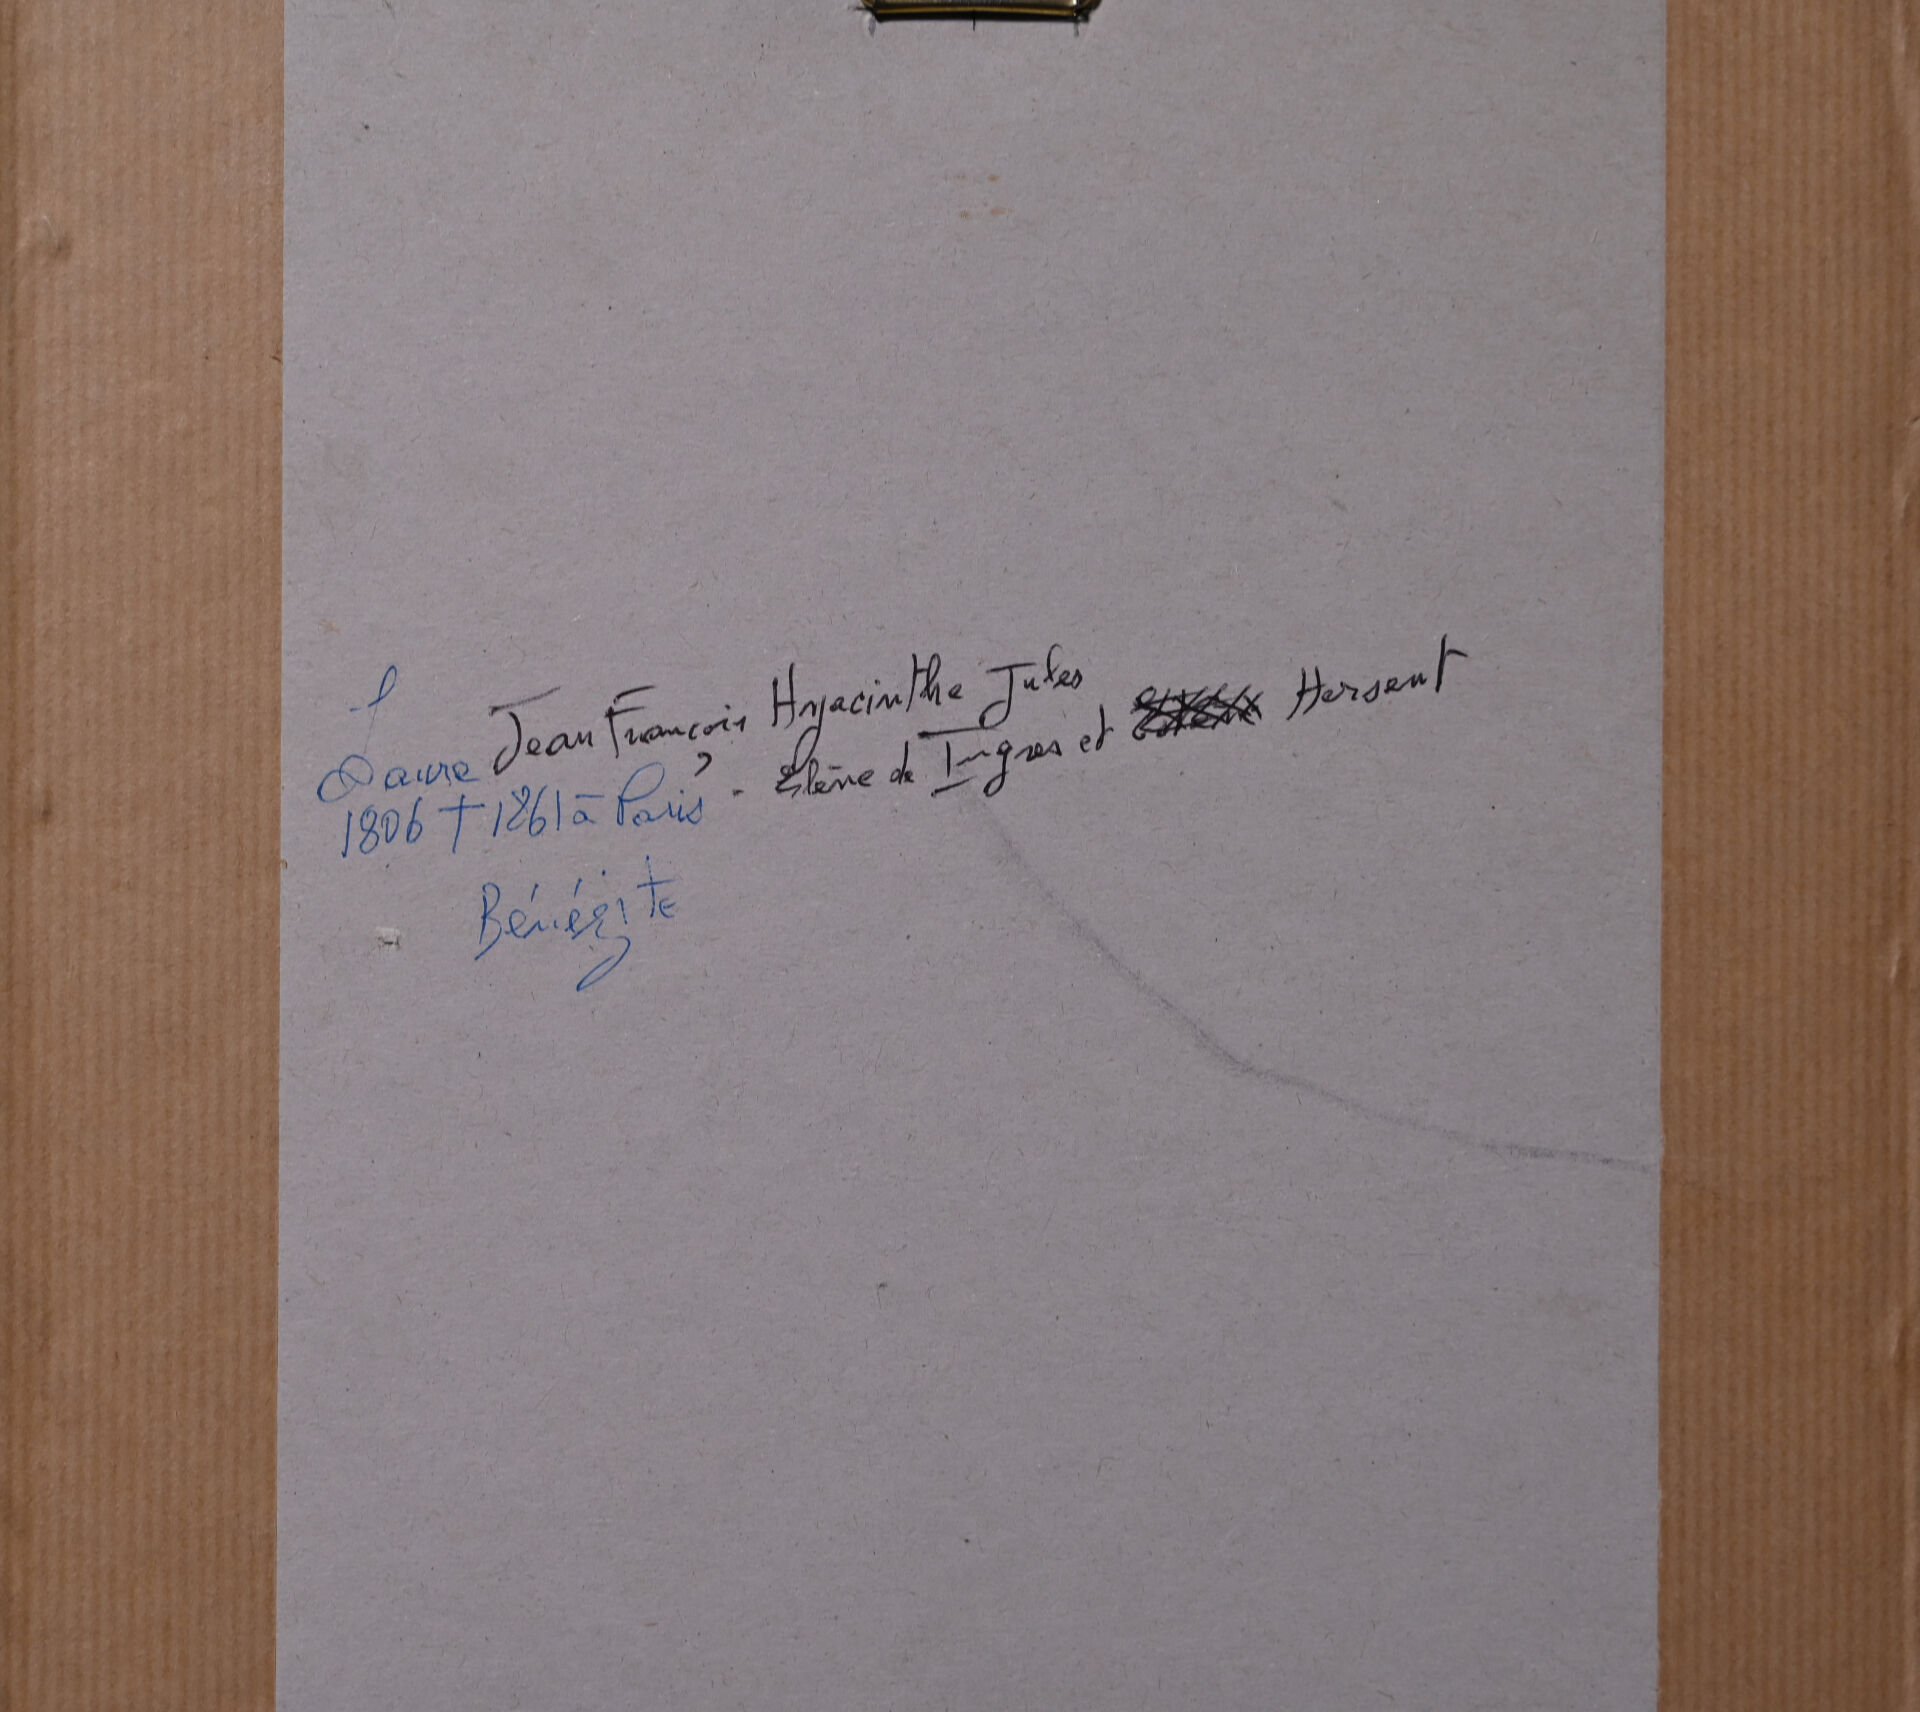 Laure Jean François Hyacinthe Jules
1806 † 1861 à Paris . Elève de Ingres et Hersent
Bénézite